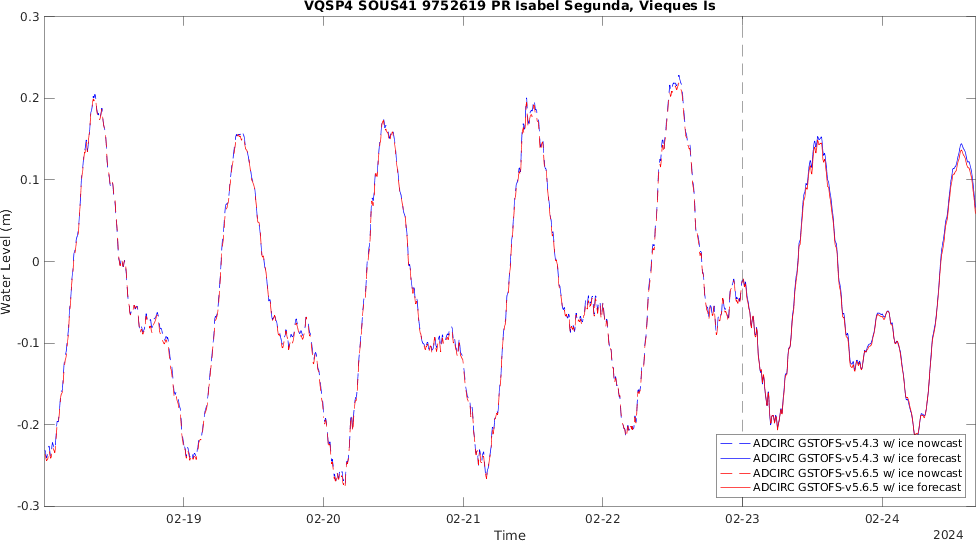 VQSP4 SOUS41 9752619 PR Isabel Segunda, Vieques Is
0.3
0.2
0.1
0
-0.1
-0.2
-0.3
Water Level (m)
02-19
02-20
02-21
02-22
02-23
02-24
Time
2024
ADCIRC GSTOFS-v5.4.3 w/ ice nowcast
ADCIRC GSTOFS-v5.4.3 w/ ice forecast
ADCIRC GSTOFS-v5.6.5 w/ ice nowcast
ADCIRC GSTOFS-v5.6.5 w/ ice forecast